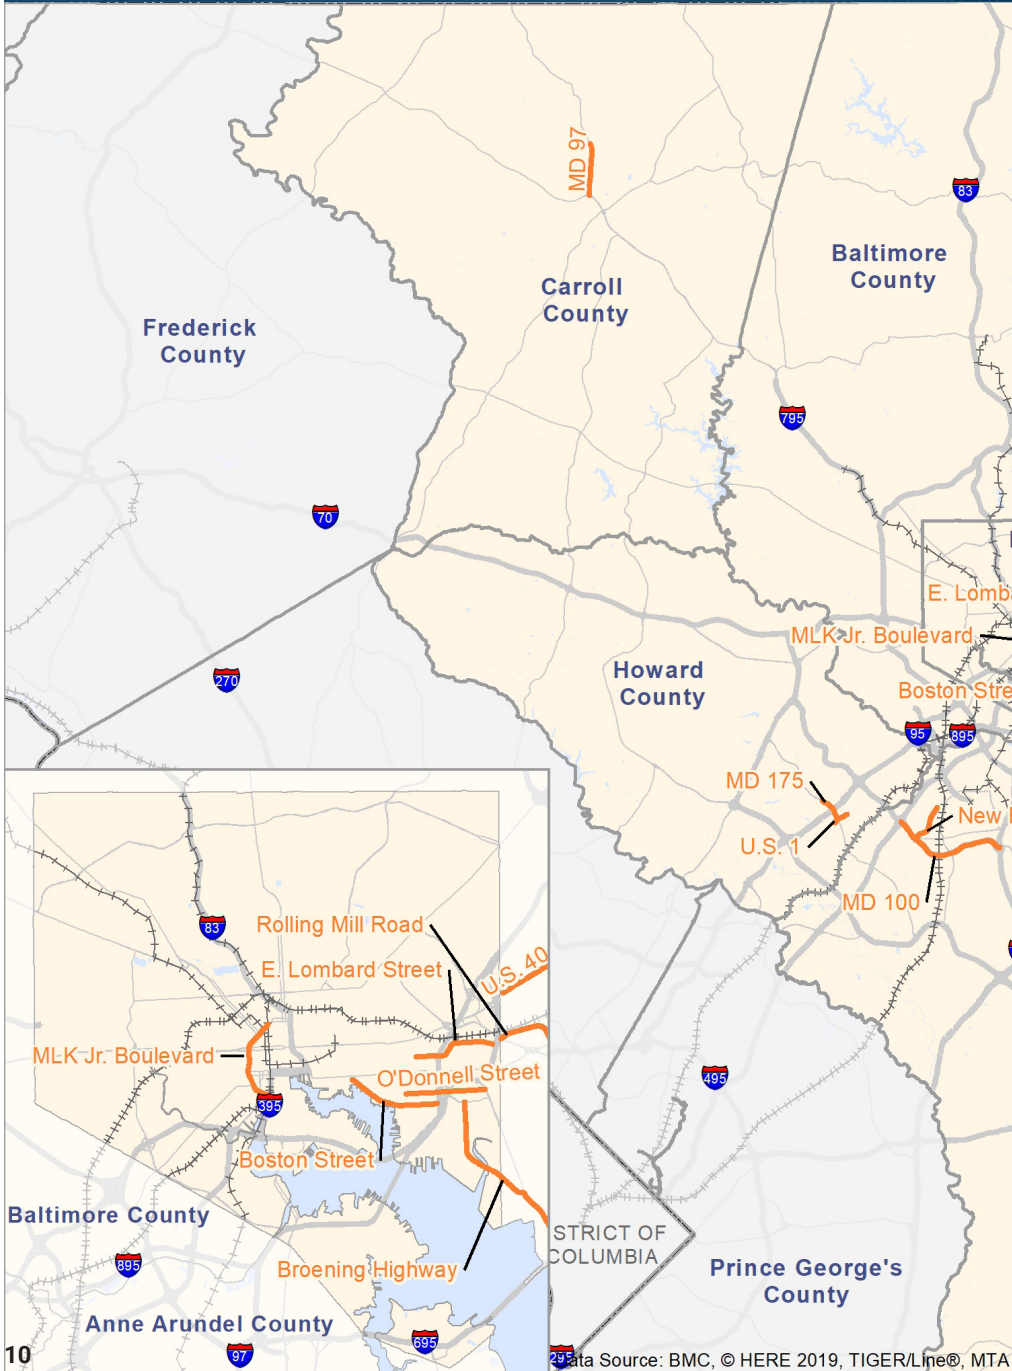 MD 97
83
Baltimore
County
Carroll
County
Frederick
County
795
70
E. Lomba
MLK Jr. Boulevard
Howard
County
270
Boston Stre
95
895
MD 175
New
U.S. 1
MD 100
83
Rolling Mill Road
E. Lombard Street
U.S. 40
MLK Jr. Boulevard
O'Donnell Street
395
495
Boston Street
Baltimore County
STRICT OF
COLUMBIA
895
Broening Highway
Prince George's
County
Anne Arundel County
695
97
10
295
ata Source: BMC, © HERE 2019, TIGER/Line®, MTA